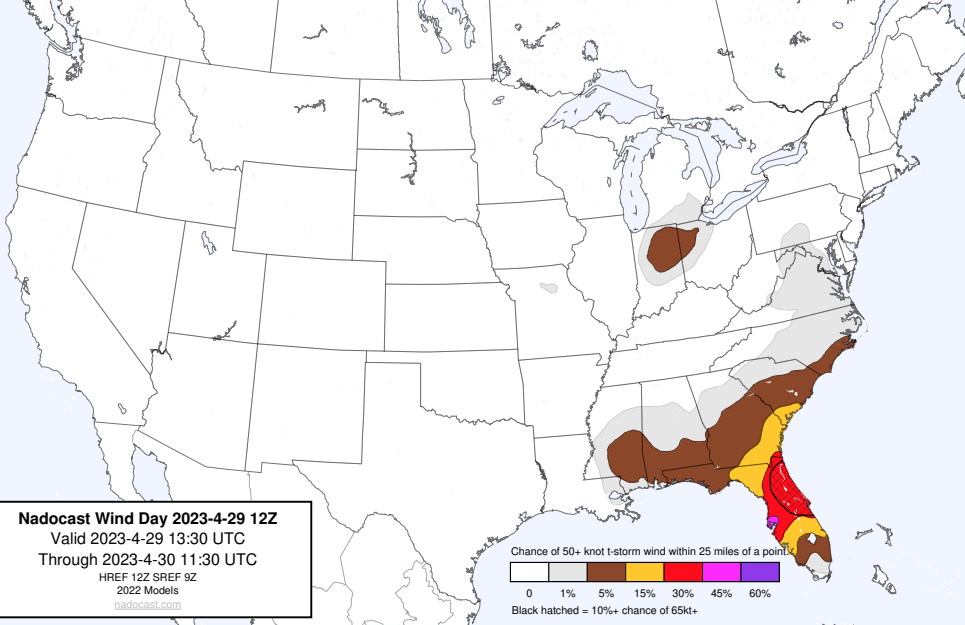 Nadocast Wind Day 2023-4-29 12Z
Valid 2023-4-29 13:30 UTC
Through 2023-4-30 11:30 UTC
HREF 12Z SREF 9Z
2022 Models
nadocast.com
Chance of 50+ knot t-storm wind within 25 miles of a point.
0 1% 5% 15% 30% 45% 60%
Black hatched = 10%+ chance of 65kt+